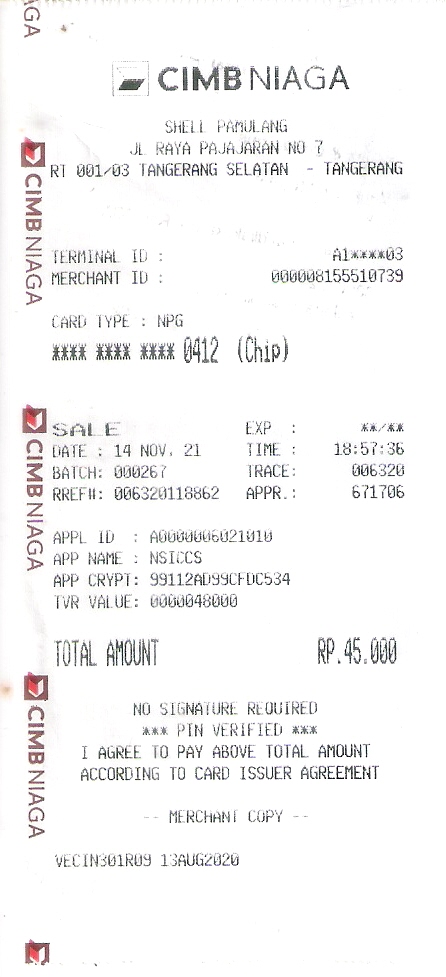 CIMB NIAGA
SHELL PAMULANG
JL RAYA PAJAJARAN NO 7
RT 001/03 TANGERANG SELATAN - TANGERANG
TERMINAL ID : A1****03
MERCHANT ID : 000008155510739
CARD TYPE : NPG
**** **** **** 0412 (Chip)
SALE EXP : **/**
DATE : 14 NOV. 21 TIME : 18:57:36
BATCH: 000267 TRACE: 006320
RREF#: 006320118862 APPR.: 671706
APPL ID : A0000006021010
APP NAME : NSICCS
APP CRYPT: 99112AD99CFDC534
TVR VALUE: 0000048000
TOTAL AMOUNT RP.45.000
NO SIGNATURE REQUIRED
*** PIN VERIFIED ***
I AGREE TO PAY ABOVE TOTAL AMOUNT
ACCORDING TO CARD ISSUER AGREEMENT
-- MERCHANT COPY --
VECIN301R09 13AUG2020
AGA
CIMB NIAGA
CIMB NIAGA
CIMB NIAGA